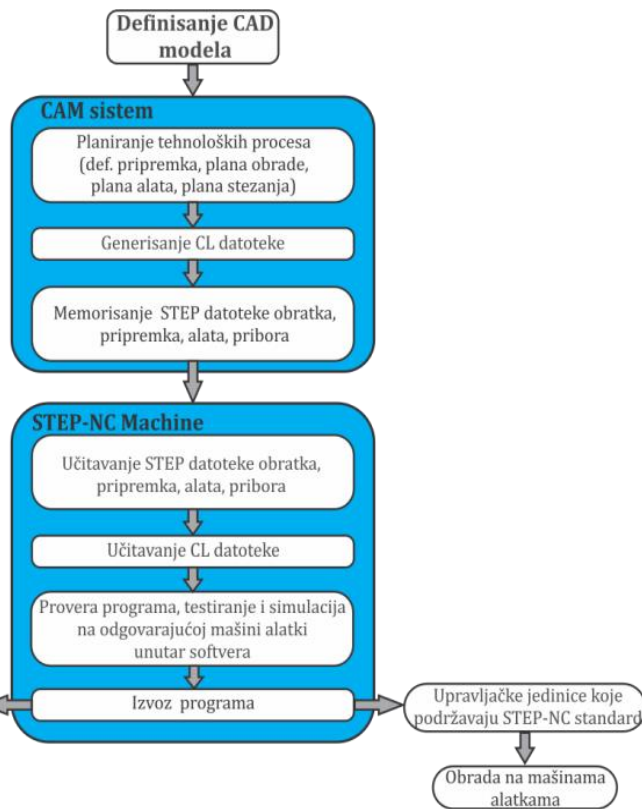 Definisanje CAD
modela
CAM sistem
Planiranje tehnoloških procesa
(def. pripremka, plana obrade,
plana alata, plana stezanja)
Generisanje CL datoteke
Memorisanje STEP datoteke obratka,
pripremka, alata, pribora
STEP-NC Machine
Učitavanje STEP datoteke obratka,
pripremka, alata, pribora
Učitavanje CL datoteke
Provera programa, testiranje i simulacija
na odgovarajućoj mašini alatki
unutar softvera
Izvoz programa
Upravljačke jedinice koje
podržavaju STEP-NC standard
Obrada na mašinama
alatkama